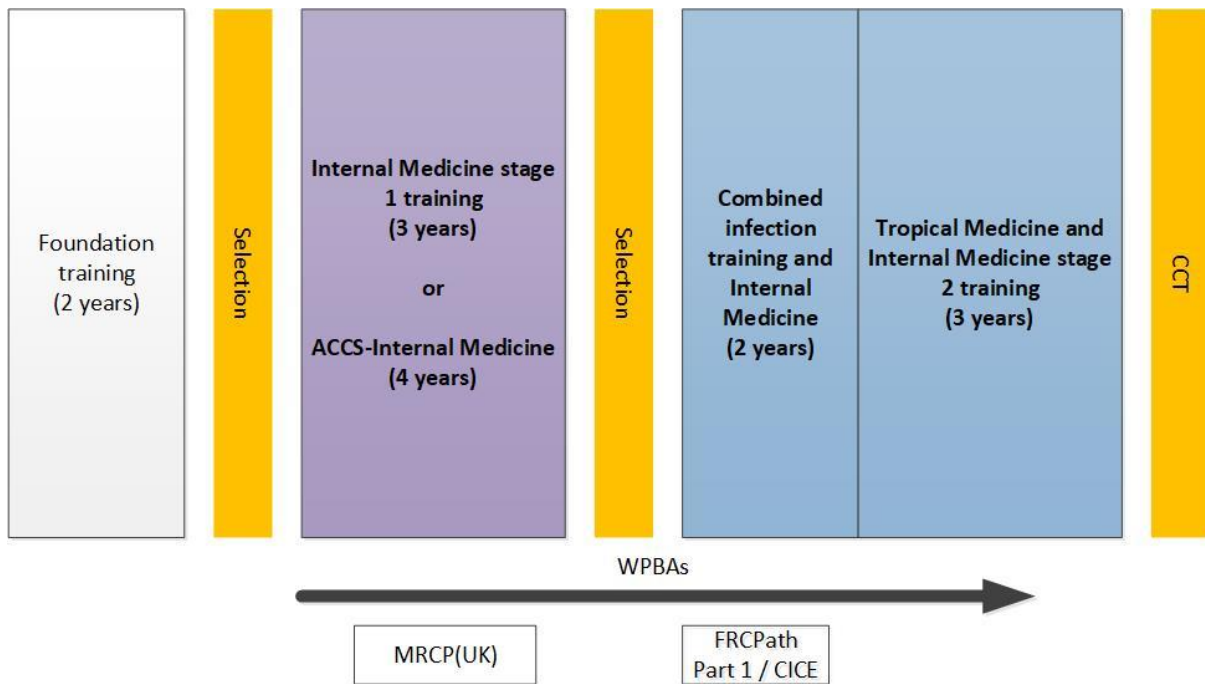 Foundation
training
(2 years)
Selection
Internal Medicine stage
1 training
(3 years)
or
ACCS-Internal Medicine
(4 years)
Selection
Combined
infection
training and
Internal
Medicine
(2 years)
Tropical Medicine and
Internal Medicine stage
2 training
(3 years)
CCT
WPBAs
MRCP(UK)
FRCPath
Part 1 / CICE